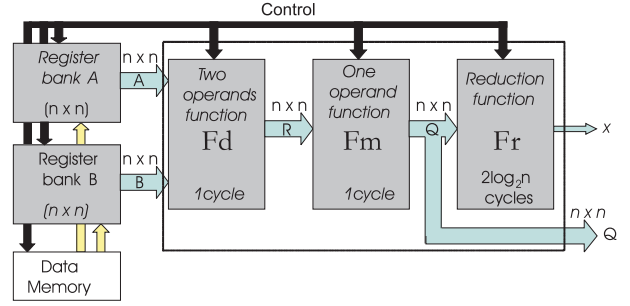 Control
Register
bank A
(n x n)
n x n
A
Register
bank B
(n x n)
n x n
B
Data
Memory
Two
operands
function
Fd
1cycle
n x n
R
One
operand
function
Fm
1cycle
n x n
Q
Reduction
function
Fr
2log2n
cycles
x
n x n
Q